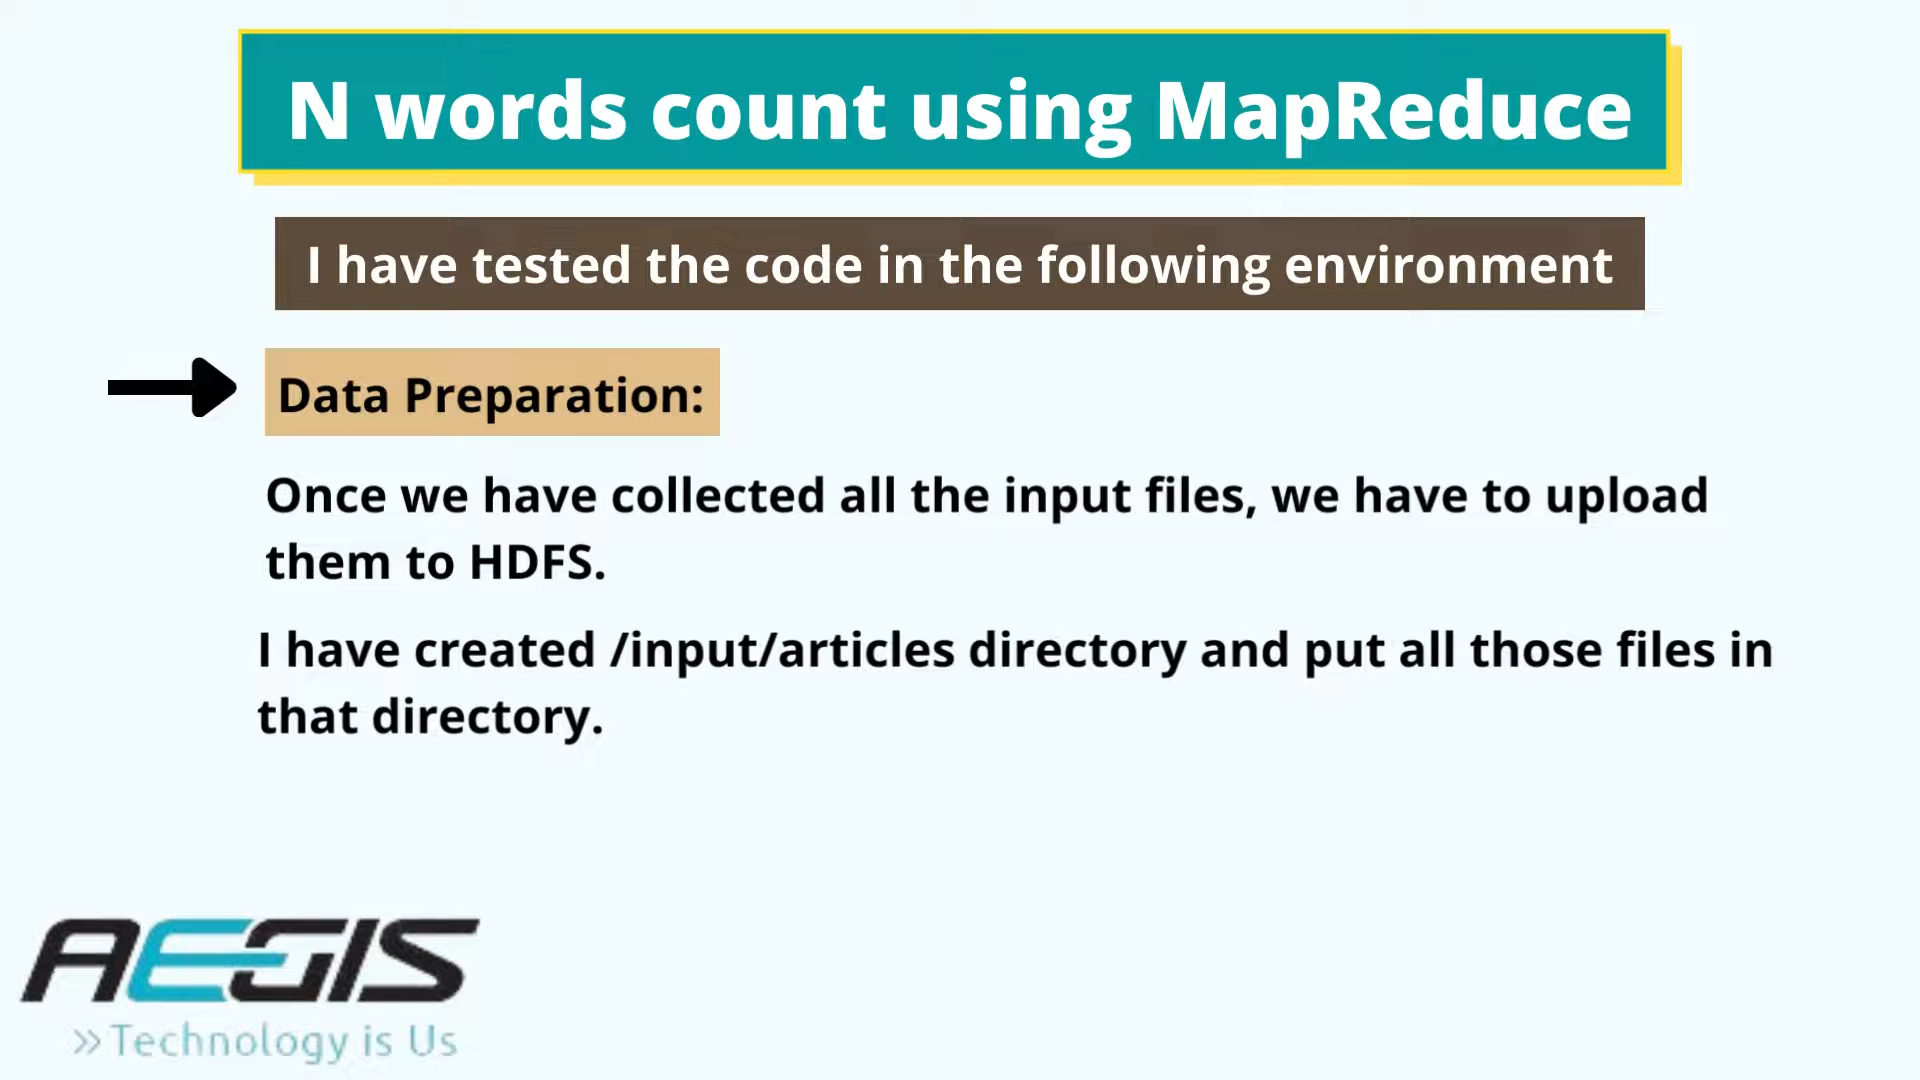 N words count using MapReduce
I have tested the code in the following environment
Data Preparation:
Once we have collected all the input files, we have to upload
them to HDFS.
I have created /input/articles directory and put all those files in
that directory.
AEGIS
»Technology is Us